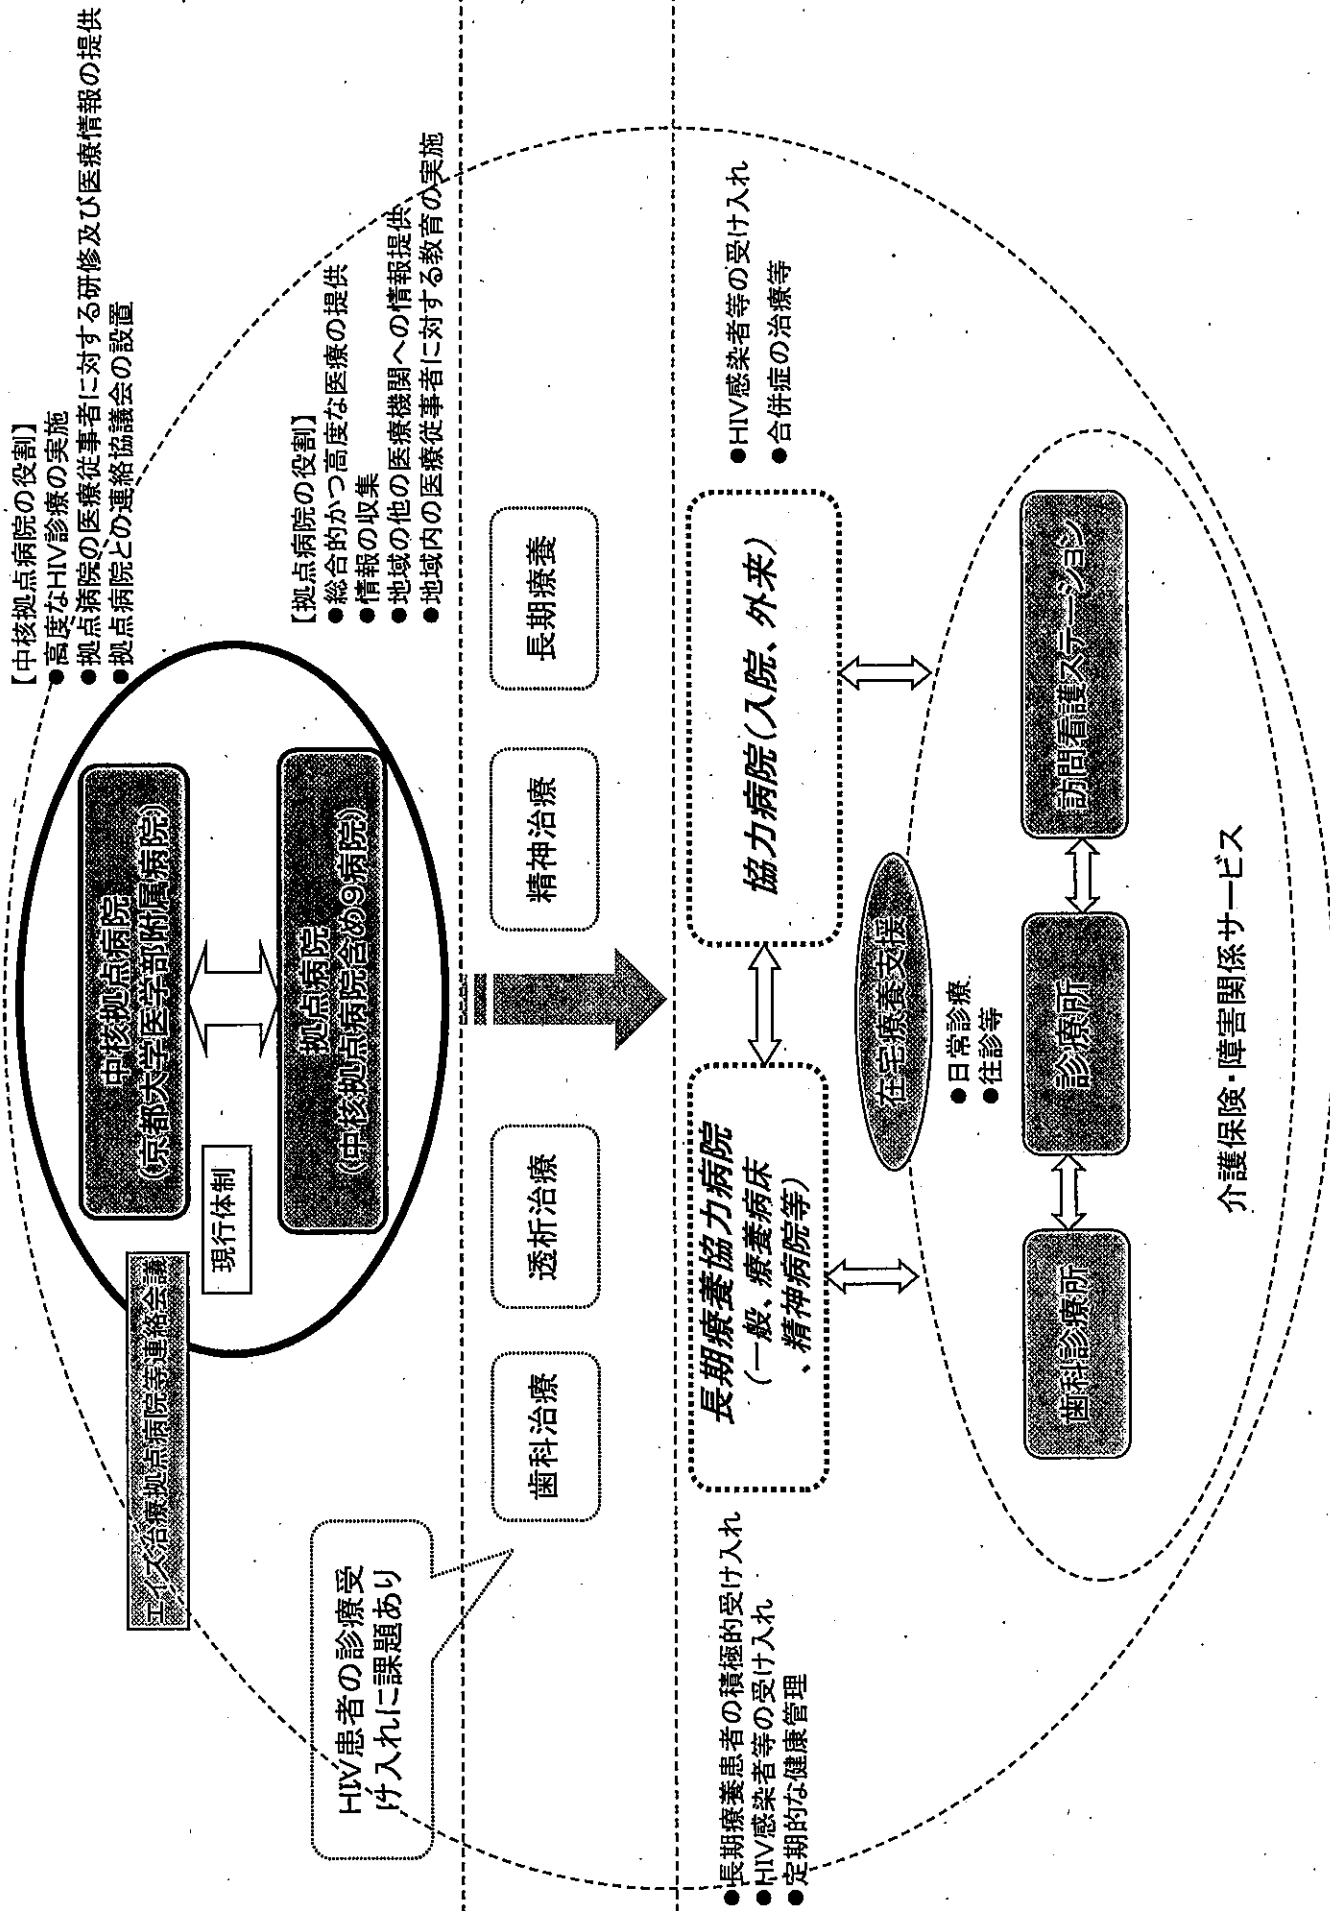 【中核拠点病院の役割】
●高度なHIV診療の実施
●拠点病院の医療従事者に対する研修及び医療情報の提供
●拠点病院との連絡協議会の設置
エイズ治療拠点病院等連絡会議
中核拠点病院
(京都大学医学部附属病院)
現行体制
拠点病院
(中核拠点病院含め9病院)
【拠点病院の役割】
●総合的かつ高度な医療の提供
●情報の収集
●地域の他の医療機関への情報提供
●地域内の医療従事者に対する教育の実施
HIV患者の診療受
け入れに課題あり
歯科治療
透析治療
精神治療
長期療養
●長期療養患者の積極的受け入れ
●HIV感染者等の受け入れ
●定期的な健康管理
長期療養協力病院
(一般、療養病床
、精神病院等)
協力病院(入院、外来)
●HIV感染者等の受け入れ
●合併症の治療等
在宅療養支援
●日常診療
●往診等
歯科診療所
診療所
訪問看護ステーション
介護保険・障害関係サービス